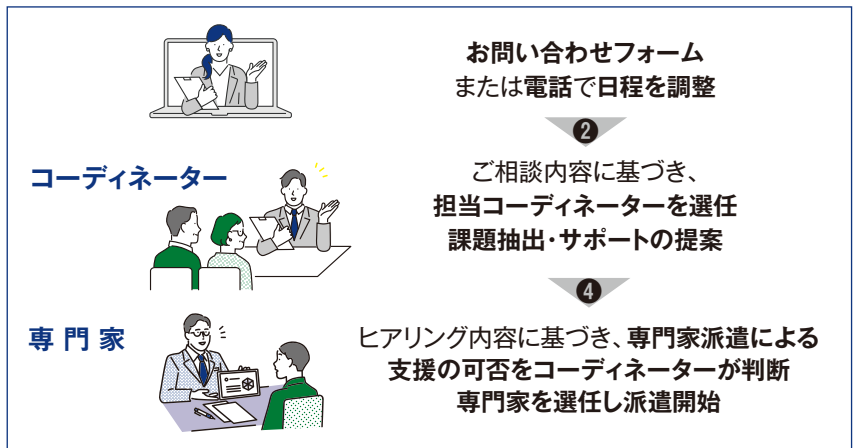 お問い合わせフォーム
または電話で日程を調整
❷
コーディネーター
ご相談内容に基づき、
担当コーディネーターを選任
課題抽出・サポートの提案
❹
専門家
ヒアリング内容に基づき、専門家派遣による
支援の可否をコーディネーターが判断
専門家を選任し派遣開始